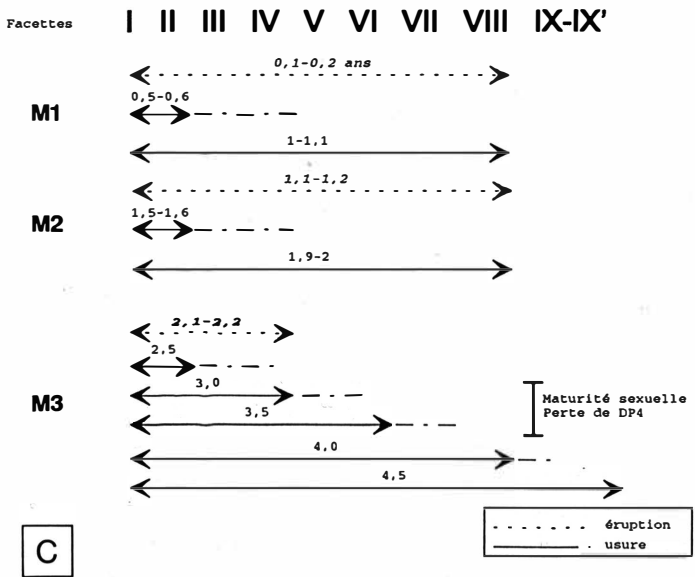 Facettes I II III IV V VI VII VIII IX-IX'
0,1-0,2 ans
0,5-0,6
M1
1-1,1
1,1-1,2
1,5-1,6
M2
1,9-2
2,1-2,2
2,5
3,0
M3
Maturité sexuelle
Perte de DP4
3,5
4,0
4,5
éruption
usure
C